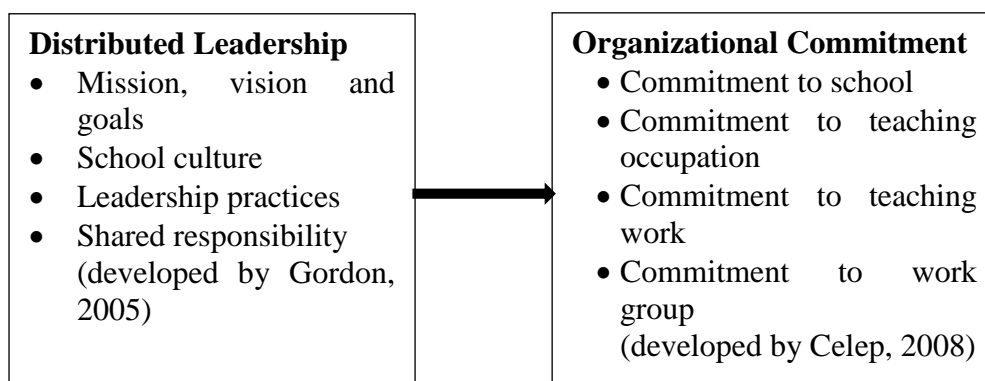 Distributed Leadership
• Mission, vision and
goals
• School culture
• Leadership practices
• Shared responsibility
(developed by Gordon,
2005)
Organizational Commitment
• Commitment to school
• Commitment to teaching
occupation
• Commitment to teaching
work
• Commitment to work
group
(developed by Celep, 2008)